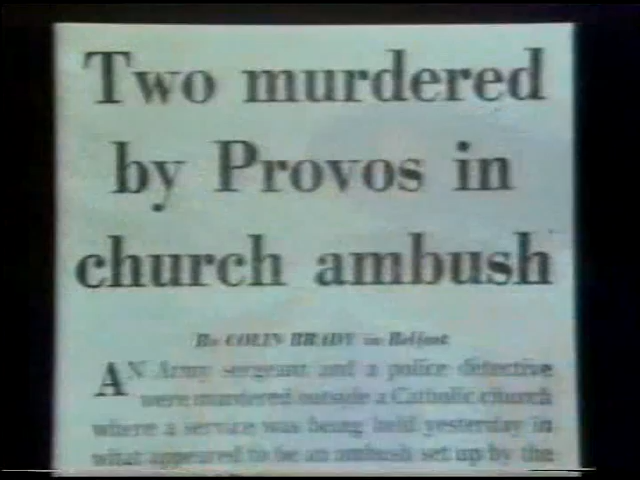 Two murdered
by Provos in
church ambush
By COLIN BRADY in Belfast
AN Army sergeant and a police detective
were murdered outside a Catholic church
where a service was being held yesterday in
what appeared to be an ambush set up by the